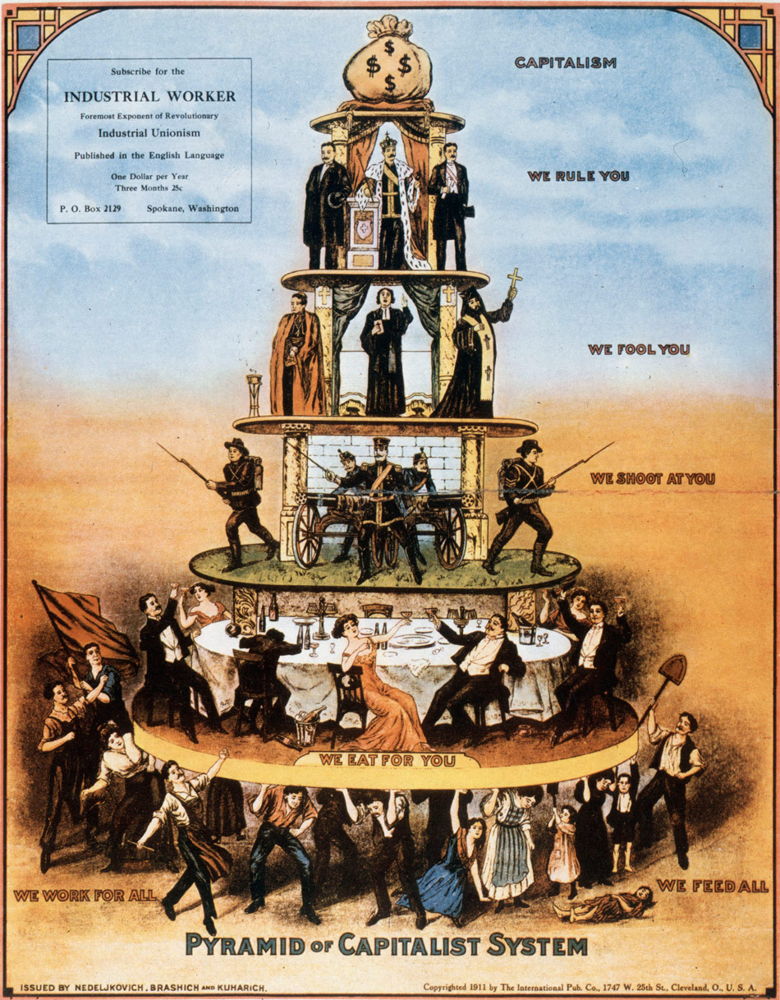 Subscribe for the
INDUSTRIAL WORKER
Foremost Exponent of Revolutionary
Industrial Unionism
Published in the English Language
One Dollar per Year
Three Months 25c
P. O. Box 2129 Spokane, Washington
$ $ $ $
CAPITALISM
WE RULE YOU
WE FOOL YOU
WE SHOOT AT YOU
WE EAT FOR YOU
WE WORK FOR ALL
WE FEED ALL
PYRAMID OF CAPITALIST SYSTEM
ISSUED BY NEDELJKOVICH, BRASHICH AND KUHARICH.
Copyrighted 1911 by The International Pub. Co., 1747 W. 25th St., Cleveland, O., U. S. A.